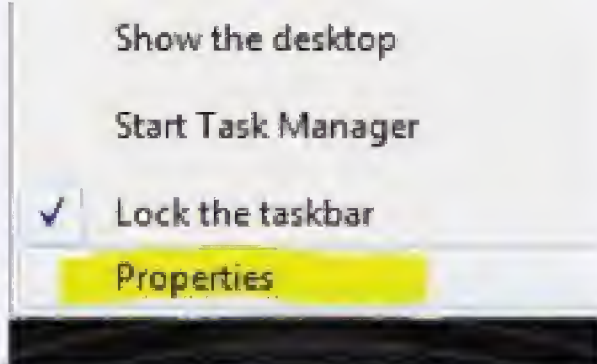 Show the desktop
Start Task Manager
Lock the taskbar
Properties